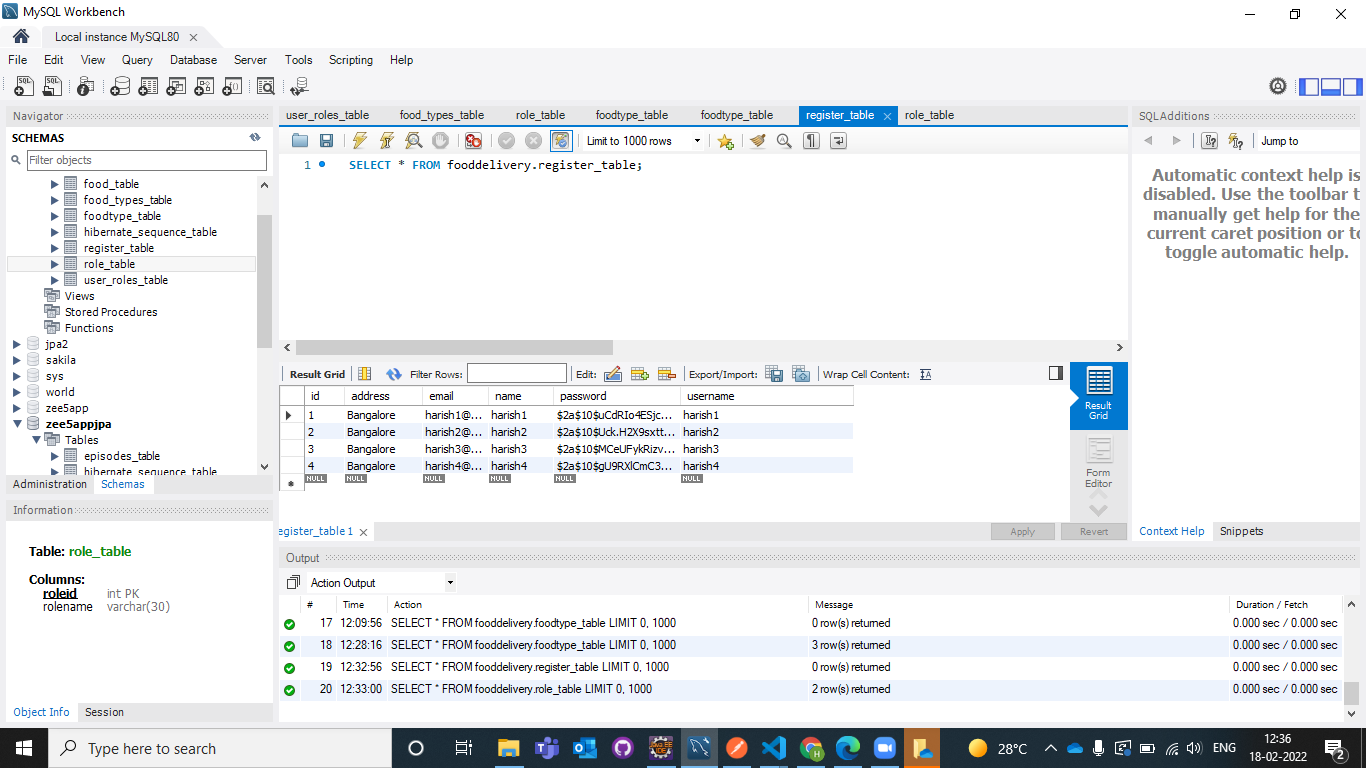 MySQL Workbench
Local instance MySQL80
File Edit View Query Database Server Tools Scripting Help
Navigator
SCHEMAS
Filter objects
food_table
food_types_table
foodtype_table
hibernate_sequence_table
register_table
role_table
user_roles_table
Views
Stored Procedures
Functions
jpa2
sakila
sys
world
zee5app
zee5appjpa
Tables
episodes_table
hibernate_sequence_table
Administration Schemas
Information
Table: role_table
Columns:
roleid int PK
rolename varchar(30)
Object Info Session
user_roles_table food_types_table role_table foodtype_table foodtype_table register_table role_table
Limit to 1000 rows
1 SELECT * FROM fooddelivery.register_table;
Result Grid Filter Rows: Edit: Export/Import: Wrap Cell Content:
id address email name password username
1 Bangalore harish1@... harish1 $2a$10$uCdRIo4ESjc... harish1
2 Bangalore harish2@... harish2 $2a$10$Uck.H2X9sxtt... harish2
3 Bangalore harish3@... harish3 $2a$10$MCeUFykRizv... harish3
4 Bangalore harish4@... harish4 $2a$10$gU9RXlCmC3... harish4
NULL NULL NULL NULL NULL NULL
Result Grid
Form Editor
egister_table 1
Apply Revert
SQLAdditions
Jump to
Automatic context help is
disabled. Use the toolbar t
manually get help for the
current caret position or to
toggle automatic help.
Context Help Snippets
Output
Action Output
# Time Action Message Duration / Fetch
17 12:09:56 SELECT * FROM fooddelivery.foodtype_table LIMIT 0, 1000 0 row(s) returned 0.000 sec / 0.000 sec
18 12:28:16 SELECT * FROM fooddelivery.foodtype_table LIMIT 0, 1000 3 row(s) returned 0.000 sec / 0.000 sec
19 12:32:56 SELECT * FROM fooddelivery.register_table LIMIT 0, 1000 0 row(s) returned 0.000 sec / 0.000 sec
20 12:33:00 SELECT * FROM fooddelivery.role_table LIMIT 0, 1000 2 row(s) returned 0.000 sec / 0.000 sec
Type here to search
28°C
ENG
12:36
18-02-2022
2